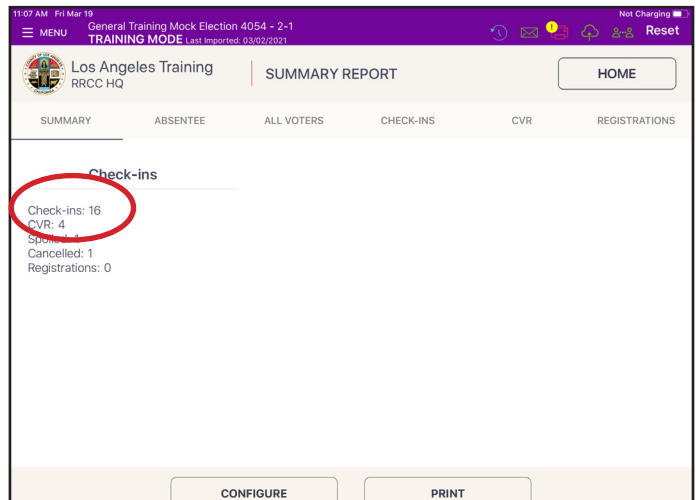 11:07 AM Fri Mar 19
Not Charging
MENU
General Training Mock Election 4054 - 2-1
TRAINING MODE Last Imported: 03/02/2021
Reset
Los Angeles Training
RRCC HQ
SUMMARY REPORT
HOME
SUMMARY ABSENTEE ALL VOTERS CHECK-INS CVR REGISTRATIONS
Check-ins
Check-ins: 16
CVR: 4
Spoiled: 1
Cancelled: 1
Registrations: 0
CONFIGURE
PRINT